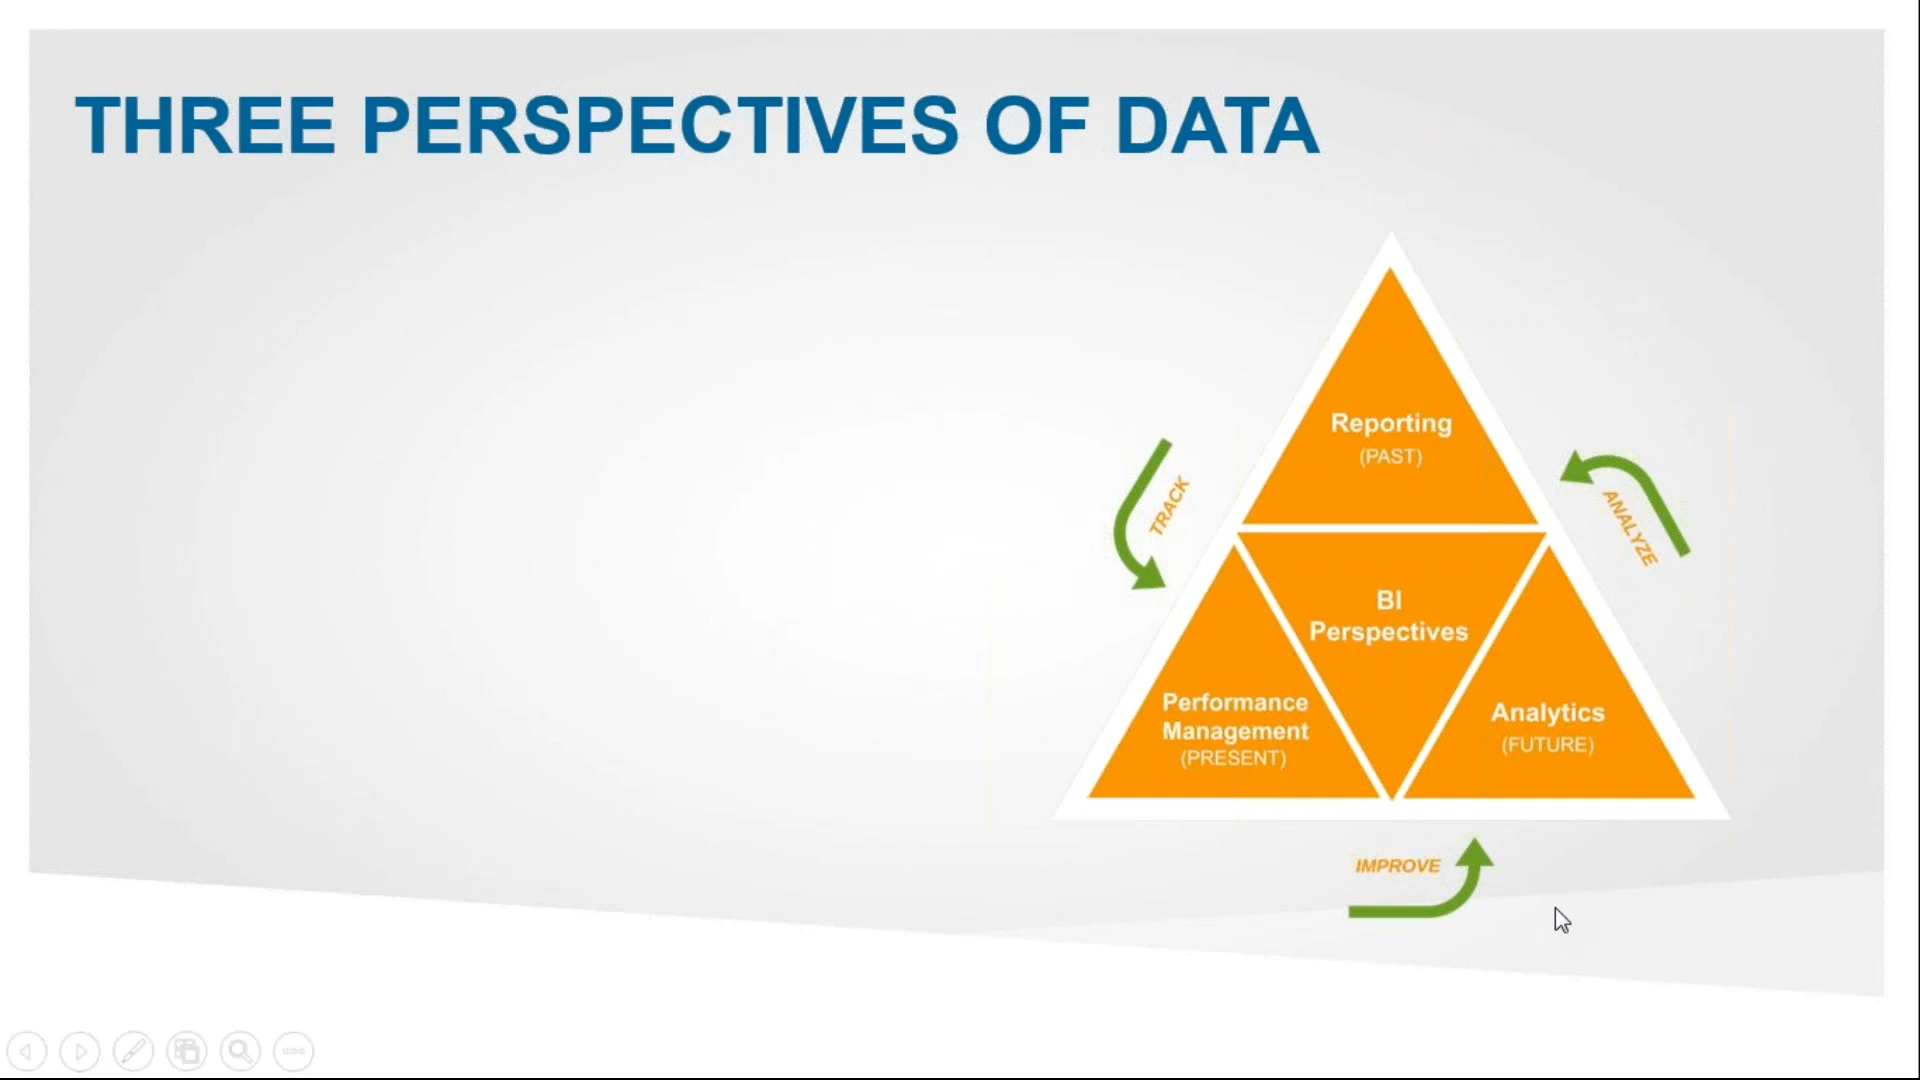 THREE PERSPECTIVES OF DATA
Reporting
(PAST)
TRACK
ANALYZE
BI
Perspectives
Performance
Management
(PRESENT)
Analytics
(FUTURE)
IMPROVE